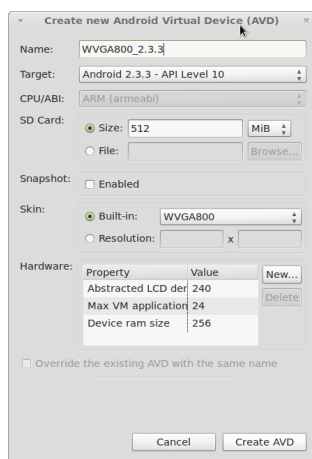 Create new Android Virtual Device (AVD)
Name: WVGA800_2.3.3
Target: Android 2.3.3 - API Level 10
CPU/ABI: ARM (armeabi)
SD Card:
Size: 512 MiB
File: Browse...
Snapshot: Enabled
Skin:
Built-in: WVGA800
Resolution: x
Hardware:
Property Value New...
Abstracted LCD der 240 Delete
Max VM application 24
Device ram size 256
Override the existing AVD with the same name
Cancel Create AVD